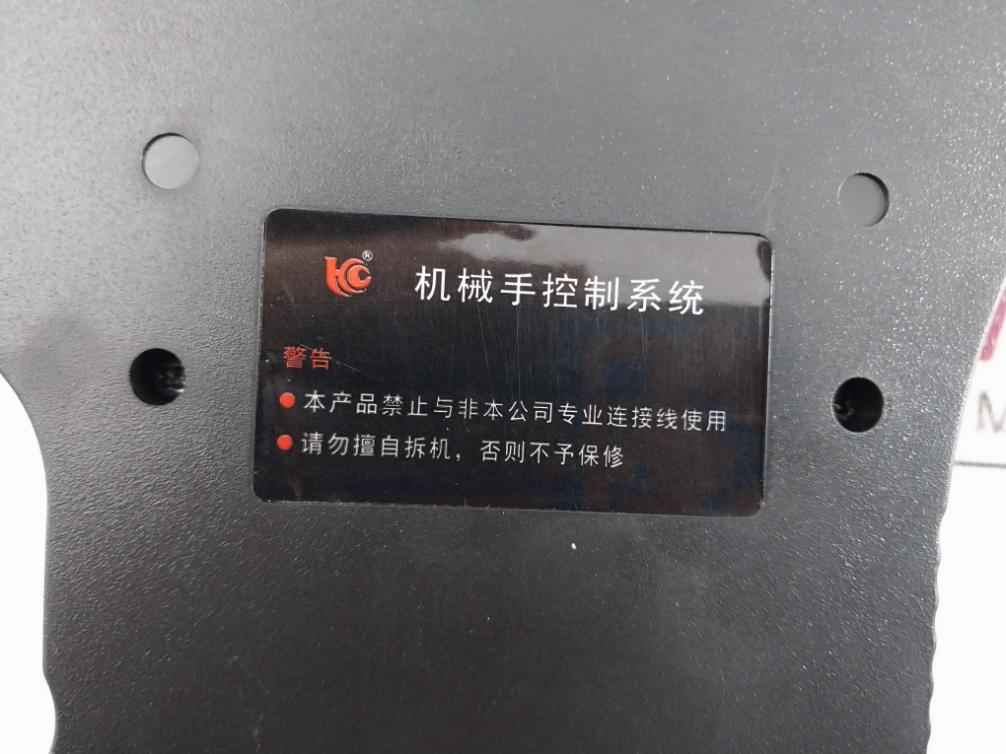 HC®
机械手控制系统
警告
本产品禁止与非本公司专业连接线使用
请勿擅自拆机，否则不予保修
M